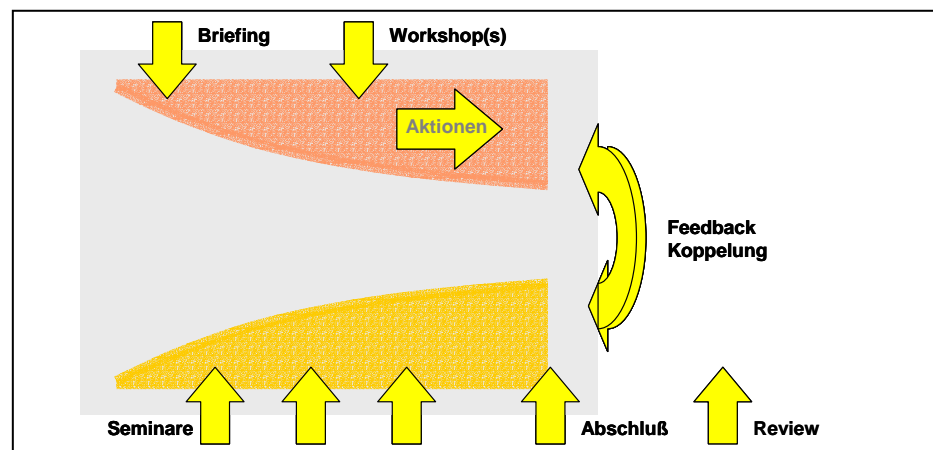 Briefing
Workshop(s)
Aktionen
Feedback
Koppelung
Seminare
Abschluß
Review